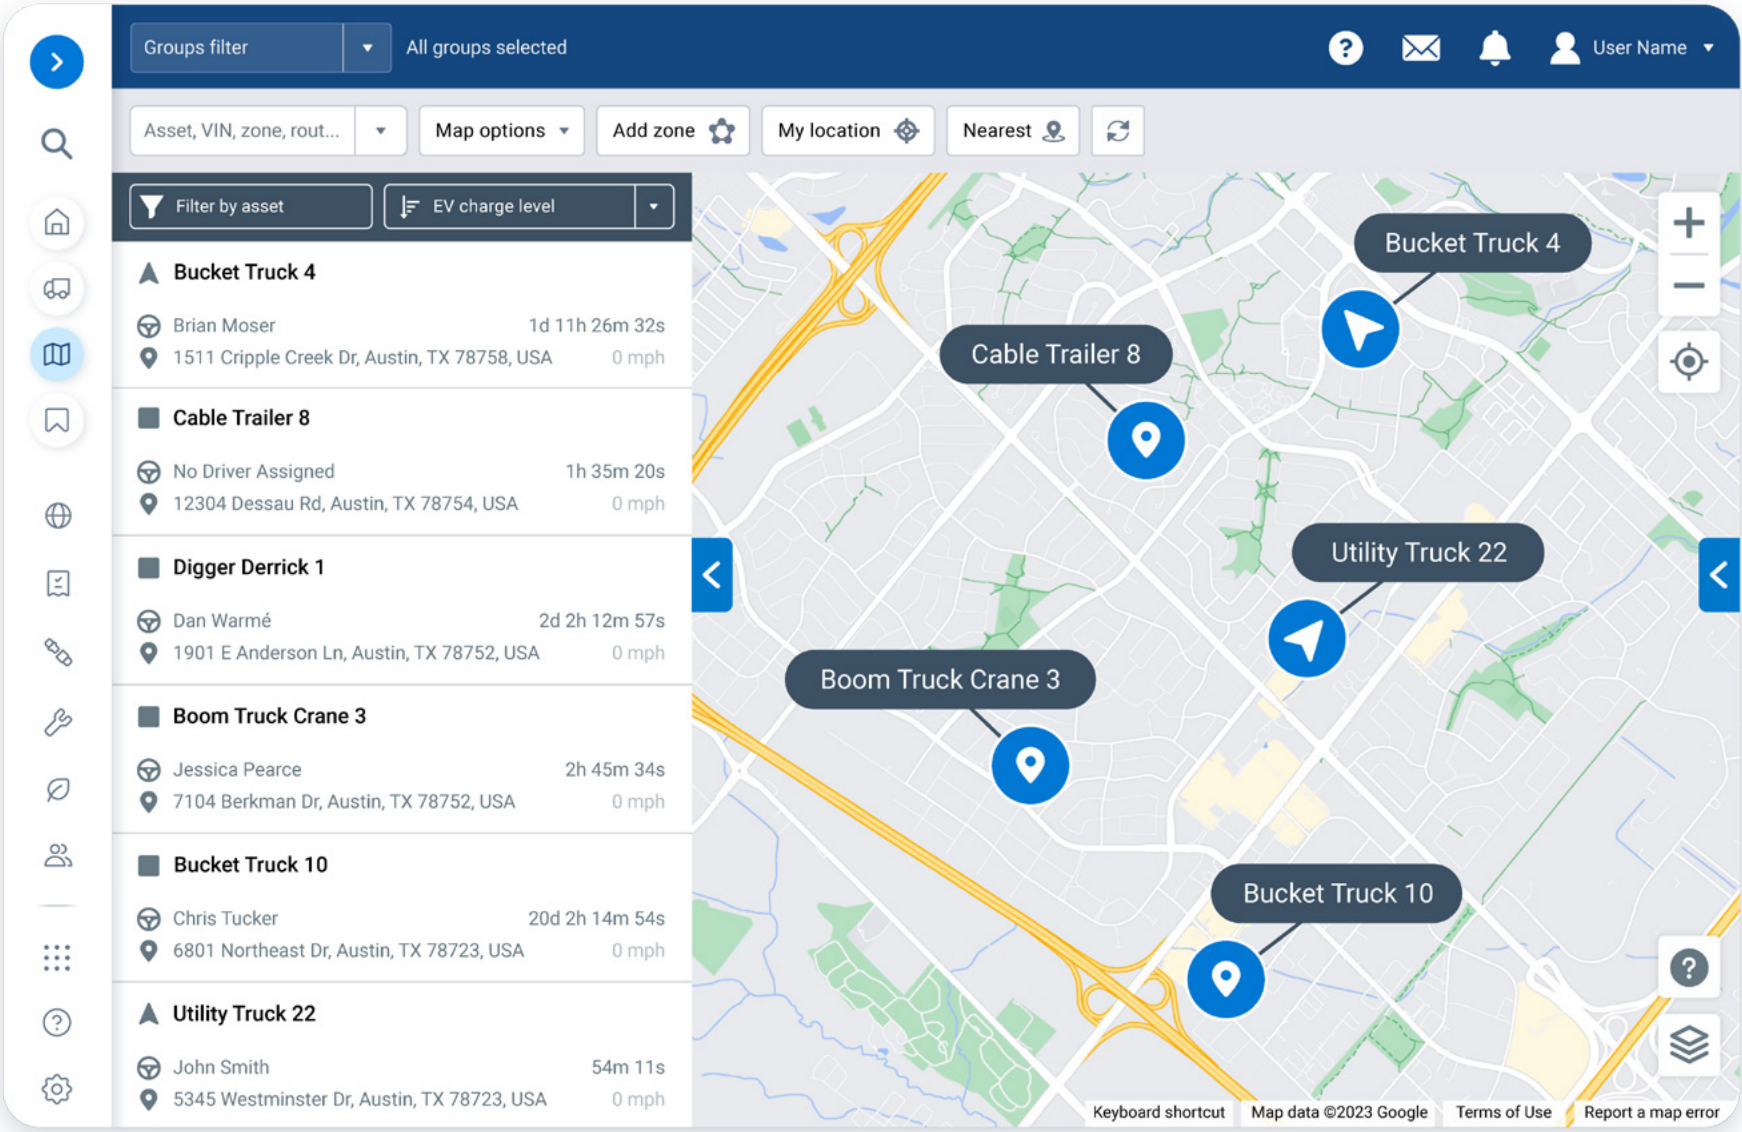 Groups filter
All groups selected
User Name
Asset, VIN, zone, rout...
Map options
Add zone
My location
Nearest
Filter by asset
EV charge level
Bucket Truck 4
Brian Moser 1d 11h 26m 32s
1511 Cripple Creek Dr, Austin, TX 78758, USA 0 mph
Cable Trailer 8
No Driver Assigned 1h 35m 20s
12304 Dessau Rd, Austin, TX 78754, USA 0 mph
Digger Derrick 1
Dan Warmé 2d 2h 12m 57s
1901 E Anderson Ln, Austin, TX 78752, USA 0 mph
Boom Truck Crane 3
Jessica Pearce 2h 45m 34s
7104 Berkman Dr, Austin, TX 78752, USA 0 mph
Bucket Truck 10
Chris Tucker 20d 2h 14m 54s
6801 Northeast Dr, Austin, TX 78723, USA 0 mph
Utility Truck 22
John Smith 54m 11s
5345 Westminster Dr, Austin, TX 78723, USA 0 mph
Bucket Truck 4
Cable Trailer 8
Utility Truck 22
Boom Truck Crane 3
Bucket Truck 10
Keyboard shortcut
Map data ©2023 Google
Terms of Use
Report a map error